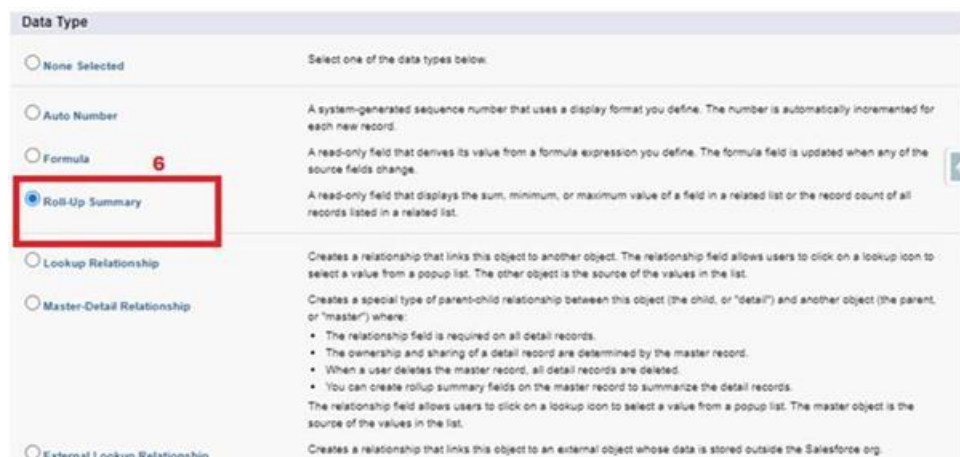 Data Type
None Selected
Select one of the data types below.
Auto Number
A system-generated sequence number that uses a display format you define. The number is automatically incremented for
each new record.
Formula
A read-only field that derives its value from a formula expression you define. The formula field is updated when any of the
source fields change.
6
Roll-Up Summary
A read-only field that displays the sum, minimum, or maximum value of a field in a related list or the record count of all
records listed in a related list.
Lookup Relationship
Creates a relationship that links this object to another object. The relationship field allows users to click on a lookup icon to
select a value from a popup list. The other object is the source of the values in the list.
Master-Detail Relationship
Creates a special type of parent-child relationship between this object (the child, or "detail") and another object (the parent,
or "master") where:
• The relationship field is required on all detail records.
• The ownership and sharing of a detail record are determined by the master record.
• When a user deletes the master record, all detail records are deleted.
• You can create rollup summary fields on the master record to summarize the detail records.
The relationship field allows users to click on a lookup icon to select a value from a popup list. The master object is the
source of the values in the list.
External Lookup Relationship
Creates a relationship that links this object to an external object whose data is stored outside the Salesforce org.